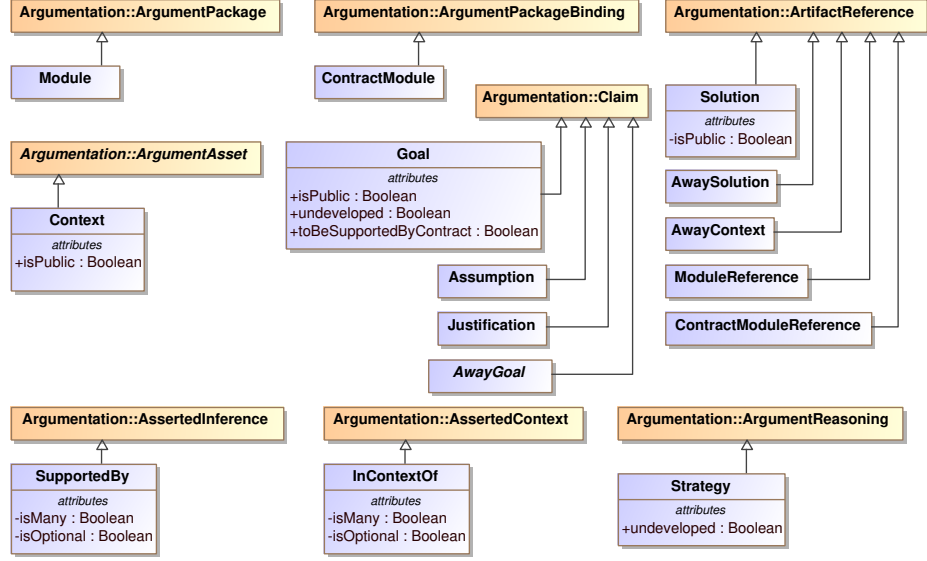 Argumentation::ArgumentPackage
Module
Argumentation::ArgumentPackageBinding
ContractModule
Argumentation::ArtifactReference
Solution
attributes
-isPublic : Boolean
AwaySolution
AwayContext
ModuleReference
ContractModuleReference
Argumentation::Claim
Goal
attributes
+isPublic : Boolean
+undeveloped : Boolean
+toBeSupportedByContract : Boolean
Assumption
Justification
AwayGoal
Argumentation::ArgumentAsset
Context
attributes
+isPublic : Boolean
Argumentation::AssertedInference
SupportedBy
attributes
-isMany : Boolean
-isOptional : Boolean
Argumentation::AssertedContext
InContextOf
attributes
-isMany : Boolean
-isOptional : Boolean
Argumentation::ArgumentReasoning
Strategy
attributes
+undeveloped : Boolean